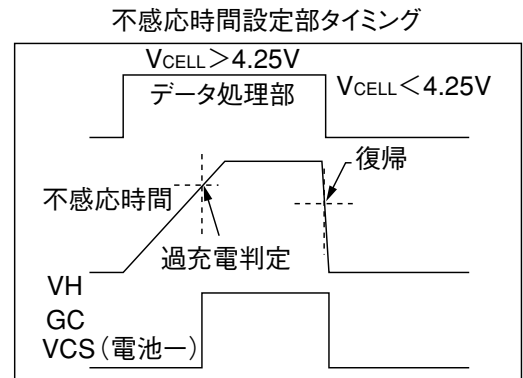 不感応時間設定部タイミング
VCELL＞4.25V
データ処理部
VCELL＜4.25V
復帰
不感応時間
過充電判定
VH
GC
VCS（電池ー）